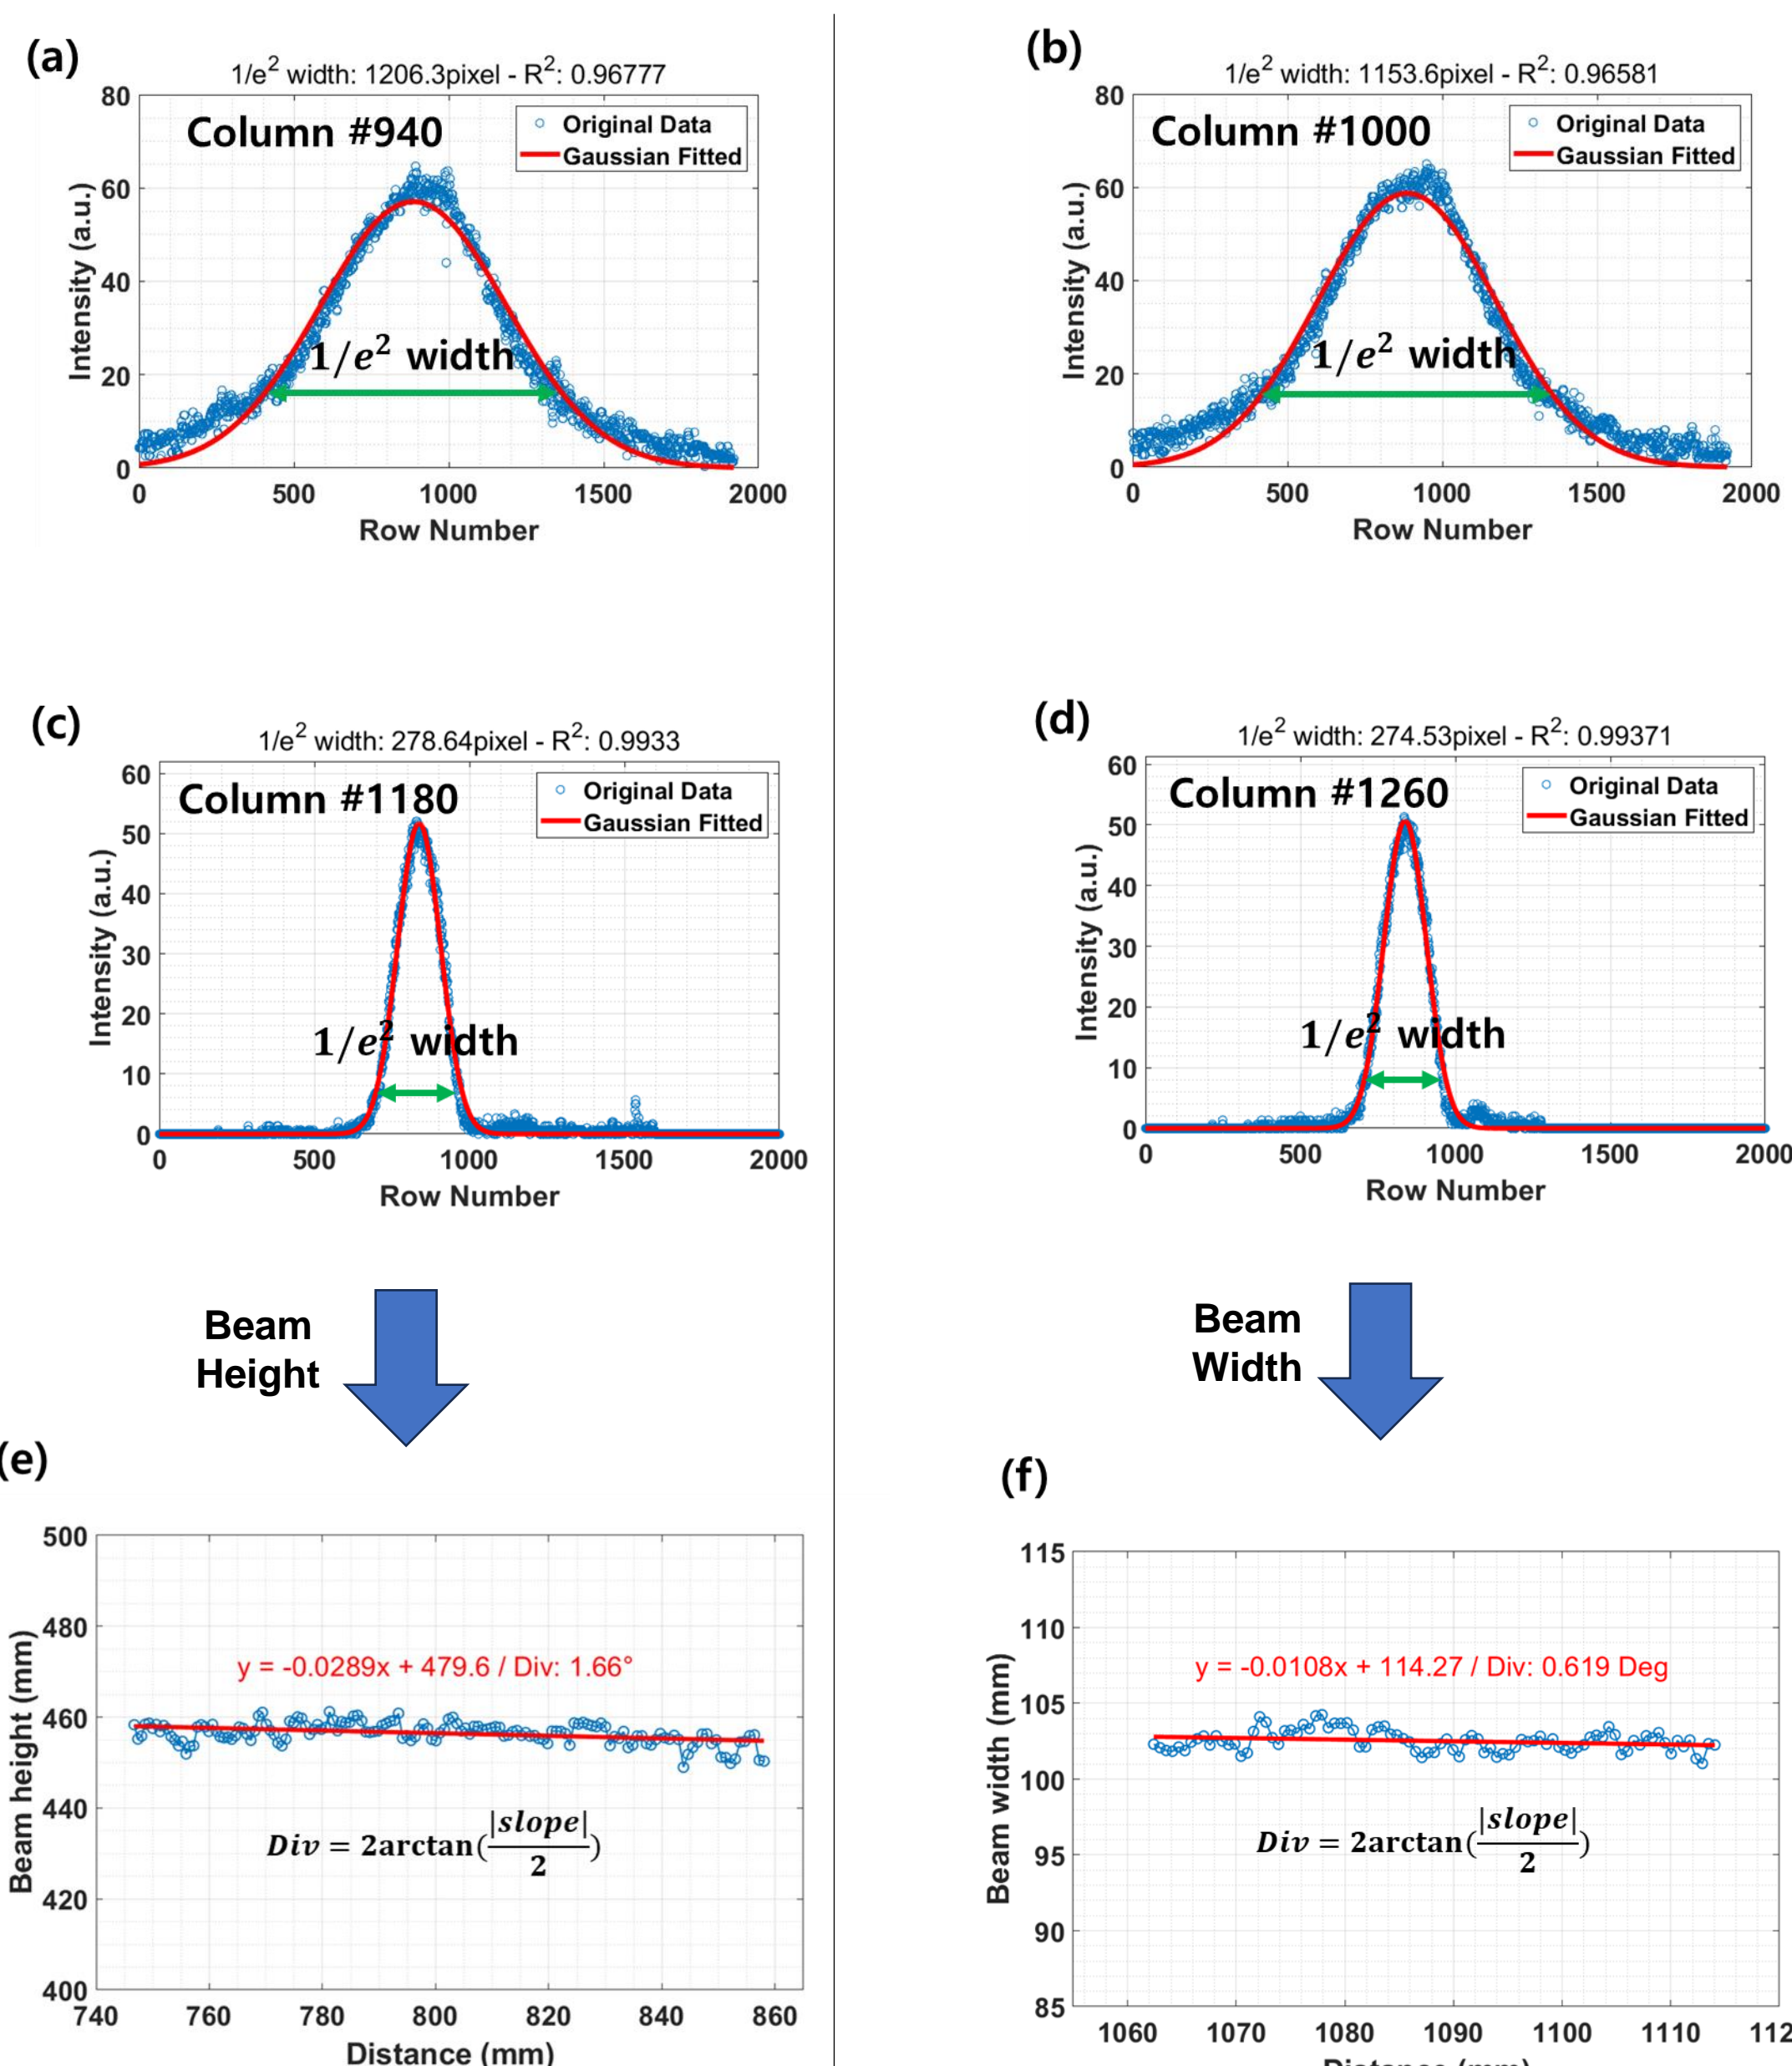 (a)
1/e² width: 1206.3pixel - R²: 0.96777
Column #940
Original Data
Gaussian Fitted
1/e² width
Intensity (a.u.)
80
60
40
20
0
0 500 1000 1500 2000
Row Number
(b)
1/e² width: 1153.6pixel - R²: 0.96581
Column #1000
Original Data
Gaussian Fitted
1/e² width
Intensity (a.u.)
80
60
40
20
0
0 500 1000 1500 2000
Row Number
(c)
1/e² width: 278.64pixel - R²: 0.9933
Column #1180
Original Data
Gaussian Fitted
1/e² width
Intensity (a.u.)
60
50
40
30
20
10
0
0 500 1000 1500 2000
Row Number
(d)
1/e² width: 274.53pixel - R²: 0.99371
Column #1260
Original Data
Gaussian Fitted
1/e² width
Intensity (a.u.)
60
50
40
30
20
10
0
0 500 1000 1500 2000
Row Number
Beam
Height
Beam
Width
(e)
y = -0.0289x + 479.6 / Div: 1.66°
Div = 2arctan(|slope|/2)
Beam height (mm)
500
480
460
440
420
400
740 760 780 800 820 840 860
Distance (mm)
(f)
y = -0.0108x + 114.27 / Div: 0.619 Deg
Div = 2arctan(|slope|/2)
Beam width (mm)
115
110
105
100
95
90
85
1060 1070 1080 1090 1100 1110 112
Distance (mm)